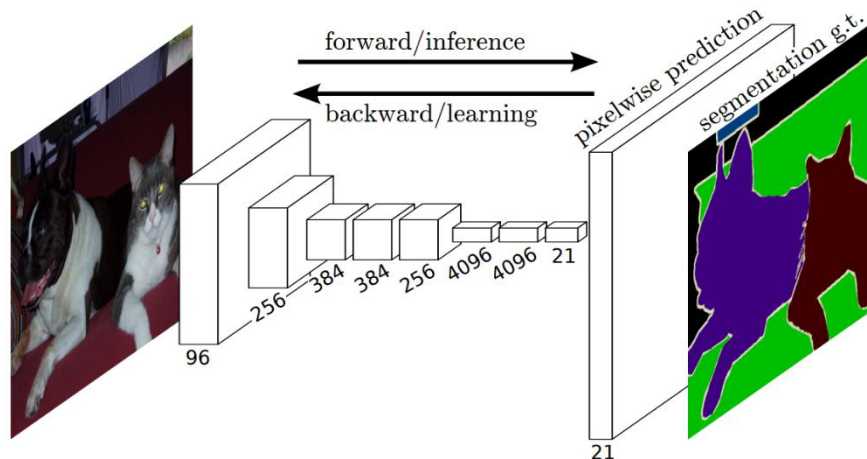 forward/inference
backward/learning
pixelwise prediction
segmentation g.t.
96
256
384
384
256
4096
4096
21
21